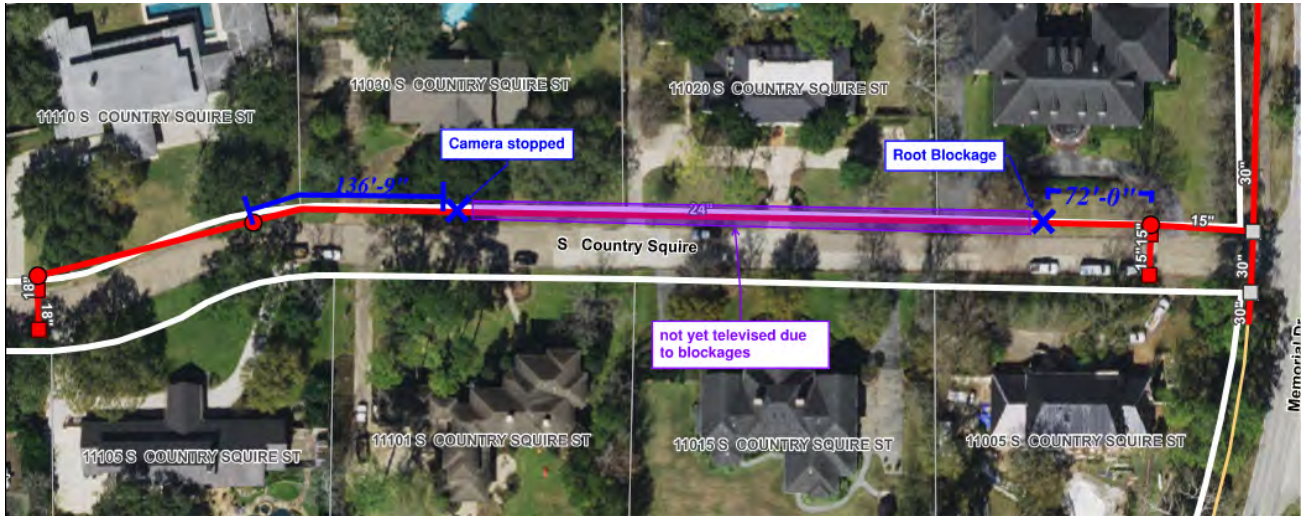 11110 S COUNTRY SQUIRE ST
11030 S COUNTRY SQUIRE ST
11020 S COUNTRY SQUIRE ST
Camera stopped
Root Blockage
136'-9"
72'-0"
24"
15"
30"
S Country Squire
15"
15"
18"
18"
30"
30"
not yet televised due
to blockages
Memorial Dr
11105 S COUNTRY SQUIRE ST
11101 S COUNTRY SQUIRE ST
11015 S COUNTRY SQUIRE ST
11005 S COUNTRY SQUIRE ST